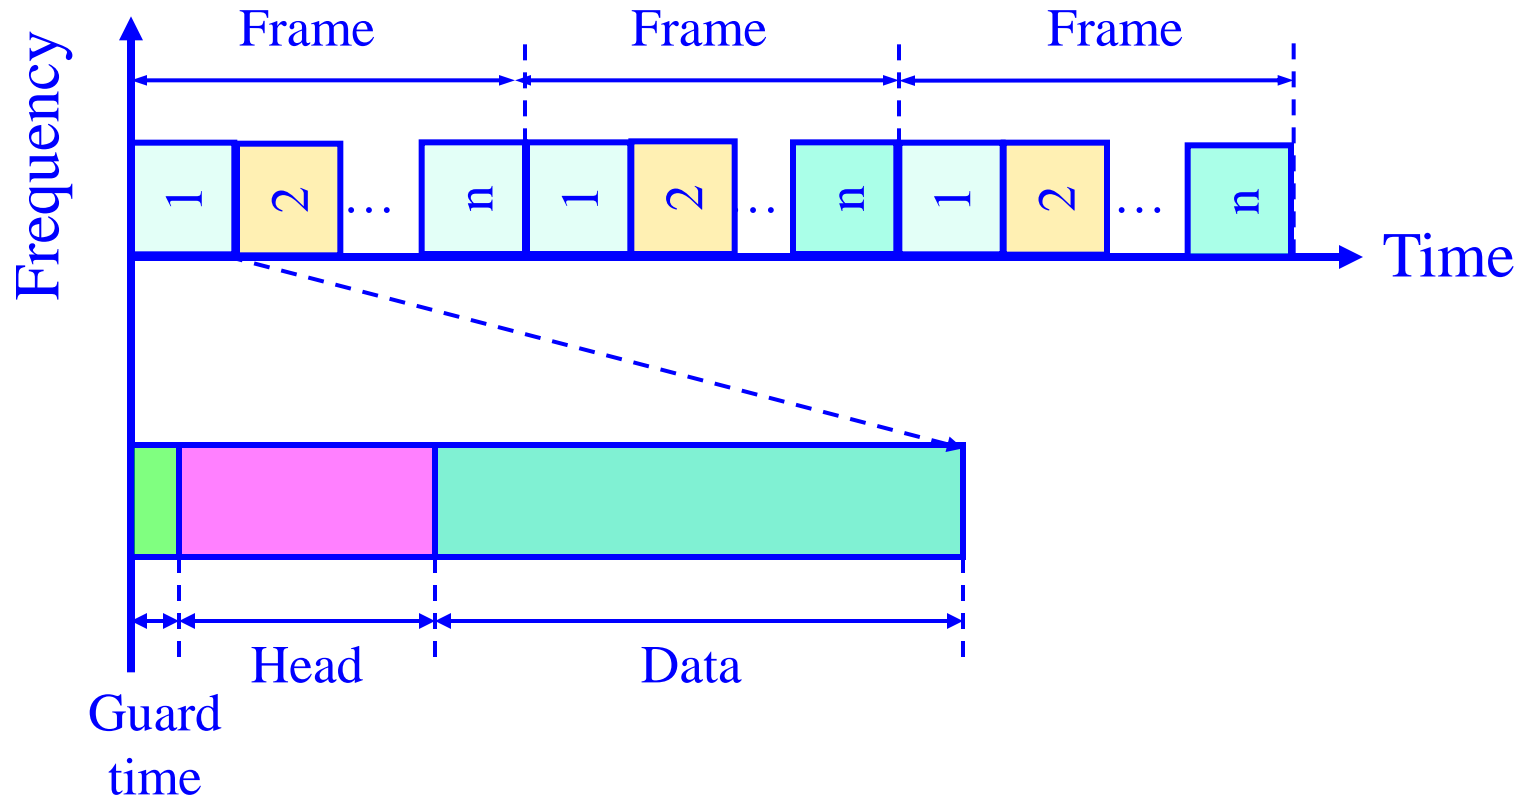 Frame Frame Frame
Frequency
1 2 … n 1 2 … n 1 2 … n
Time
Head Data
Guard
time